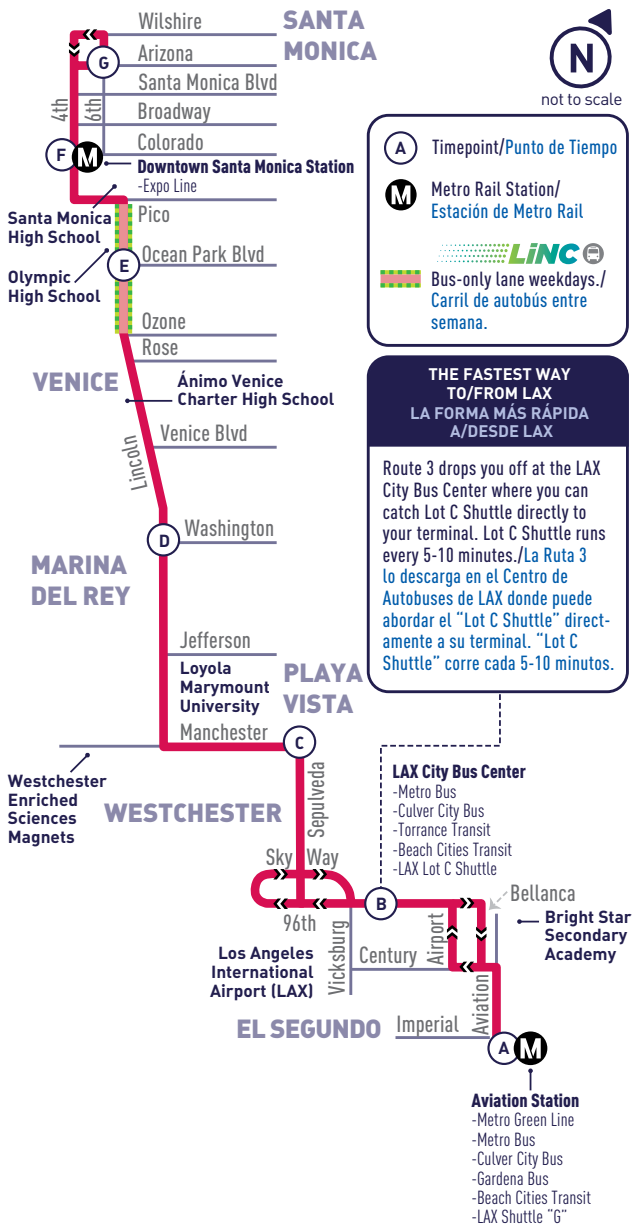 Wilshire
SANTA
MONICA
Arizona
G
Santa Monica Blvd
4th
6th
Broadway
Colorado
F
M
Downtown Santa Monica Station
-Expo Line
Santa Monica
High School
Pico
Olympic
High School
E
Ocean Park Blvd
Ozone
Rose
VENICE
Ánimo Venice
Charter High School
Lincoln
Venice Blvd
D
Washington
MARINA
DEL REY
Jefferson
Loyola
Marymount
University
PLAYA
VISTA
Manchester
C
Westchester
Enriched
Sciences
Magnets
WESTCHESTER
Sepulveda
Sky Way
96th
B
LAX City Bus Center
-Metro Bus
-Culver City Bus
-Torrance Transit
-Beach Cities Transit
-LAX Lot C Shuttle
Bellanca
Bright Star
Secondary
Academy
Airport
Los Angeles
International
Airport (LAX)
Vicksburg
Century
Aviation
EL SEGUNDO
Imperial
A
M
Aviation Station
-Metro Green Line
-Metro Bus
-Culver City Bus
-Gardena Bus
-Beach Cities Transit
-LAX Shuttle "G"
N
not to scale
A
Timepoint/Punto de Tiempo
M
Metro Rail Station/
Estación de Metro Rail
LiNC
Bus-only lane weekdays./
Carril de autobús entre
semana.
THE FASTEST WAY
TO/FROM LAX
LA FORMA MÁS RÁPIDA
A/DESDE LAX
Route 3 drops you off at the LAX
City Bus Center where you can
catch Lot C Shuttle directly to
your terminal. Lot C Shuttle runs
every 5-10 minutes./La Ruta 3
lo descarga en el Centro de
Autobuses de LAX donde puede
abordar el "Lot C Shuttle" direct-
amente a su terminal. "Lot C
Shuttle" corre cada 5-10 minutos.